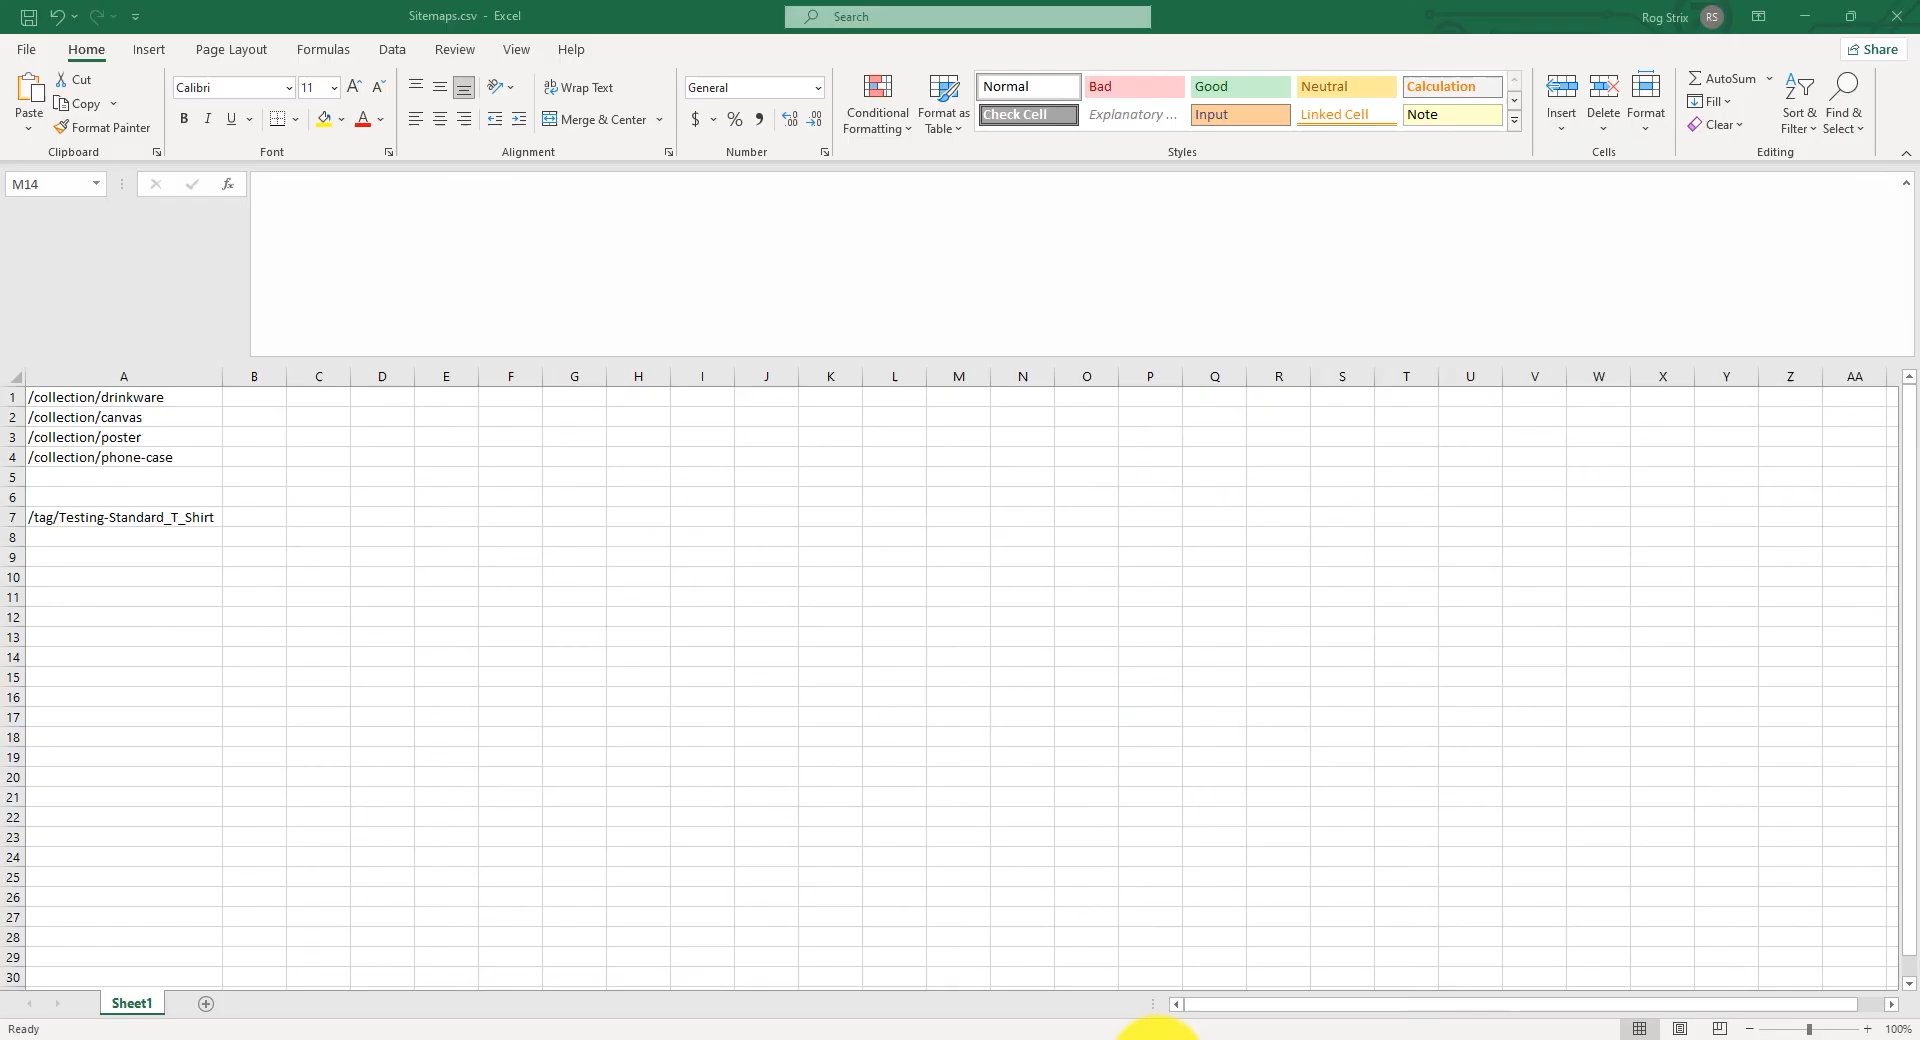 Sitemaps.csv - Excel
Search
Rog Strix RS
File Home Insert Page Layout Formulas Data Review View Help Share
Paste
Cut
Copy
Format Painter
Clipboard
Calibri 11
B I U
Font
Wrap Text
Merge & Center
Alignment
General
$ % 9
Number
Conditional Formatting
Format as Table
Normal Bad Good Neutral Calculation
Check Cell Explanatory ... Input Linked Cell Note
Styles
Insert Delete Format
Cells
AutoSum
Fill
Clear
Sort & Filter
Find & Select
Editing
M14 fx
A B C D E F G H I J K L M N O P Q R S T U V W X Y Z AA
1 /collection/drinkware
2 /collection/canvas
3 /collection/poster
4 /collection/phone-case
5
6
7 /tag/Testing-Standard_T_Shirt
8
9
10
11
12
13
14
15
16
17
18
19
20
21
22
23
24
25
26
27
28
29
30
Sheet1
Ready
100%